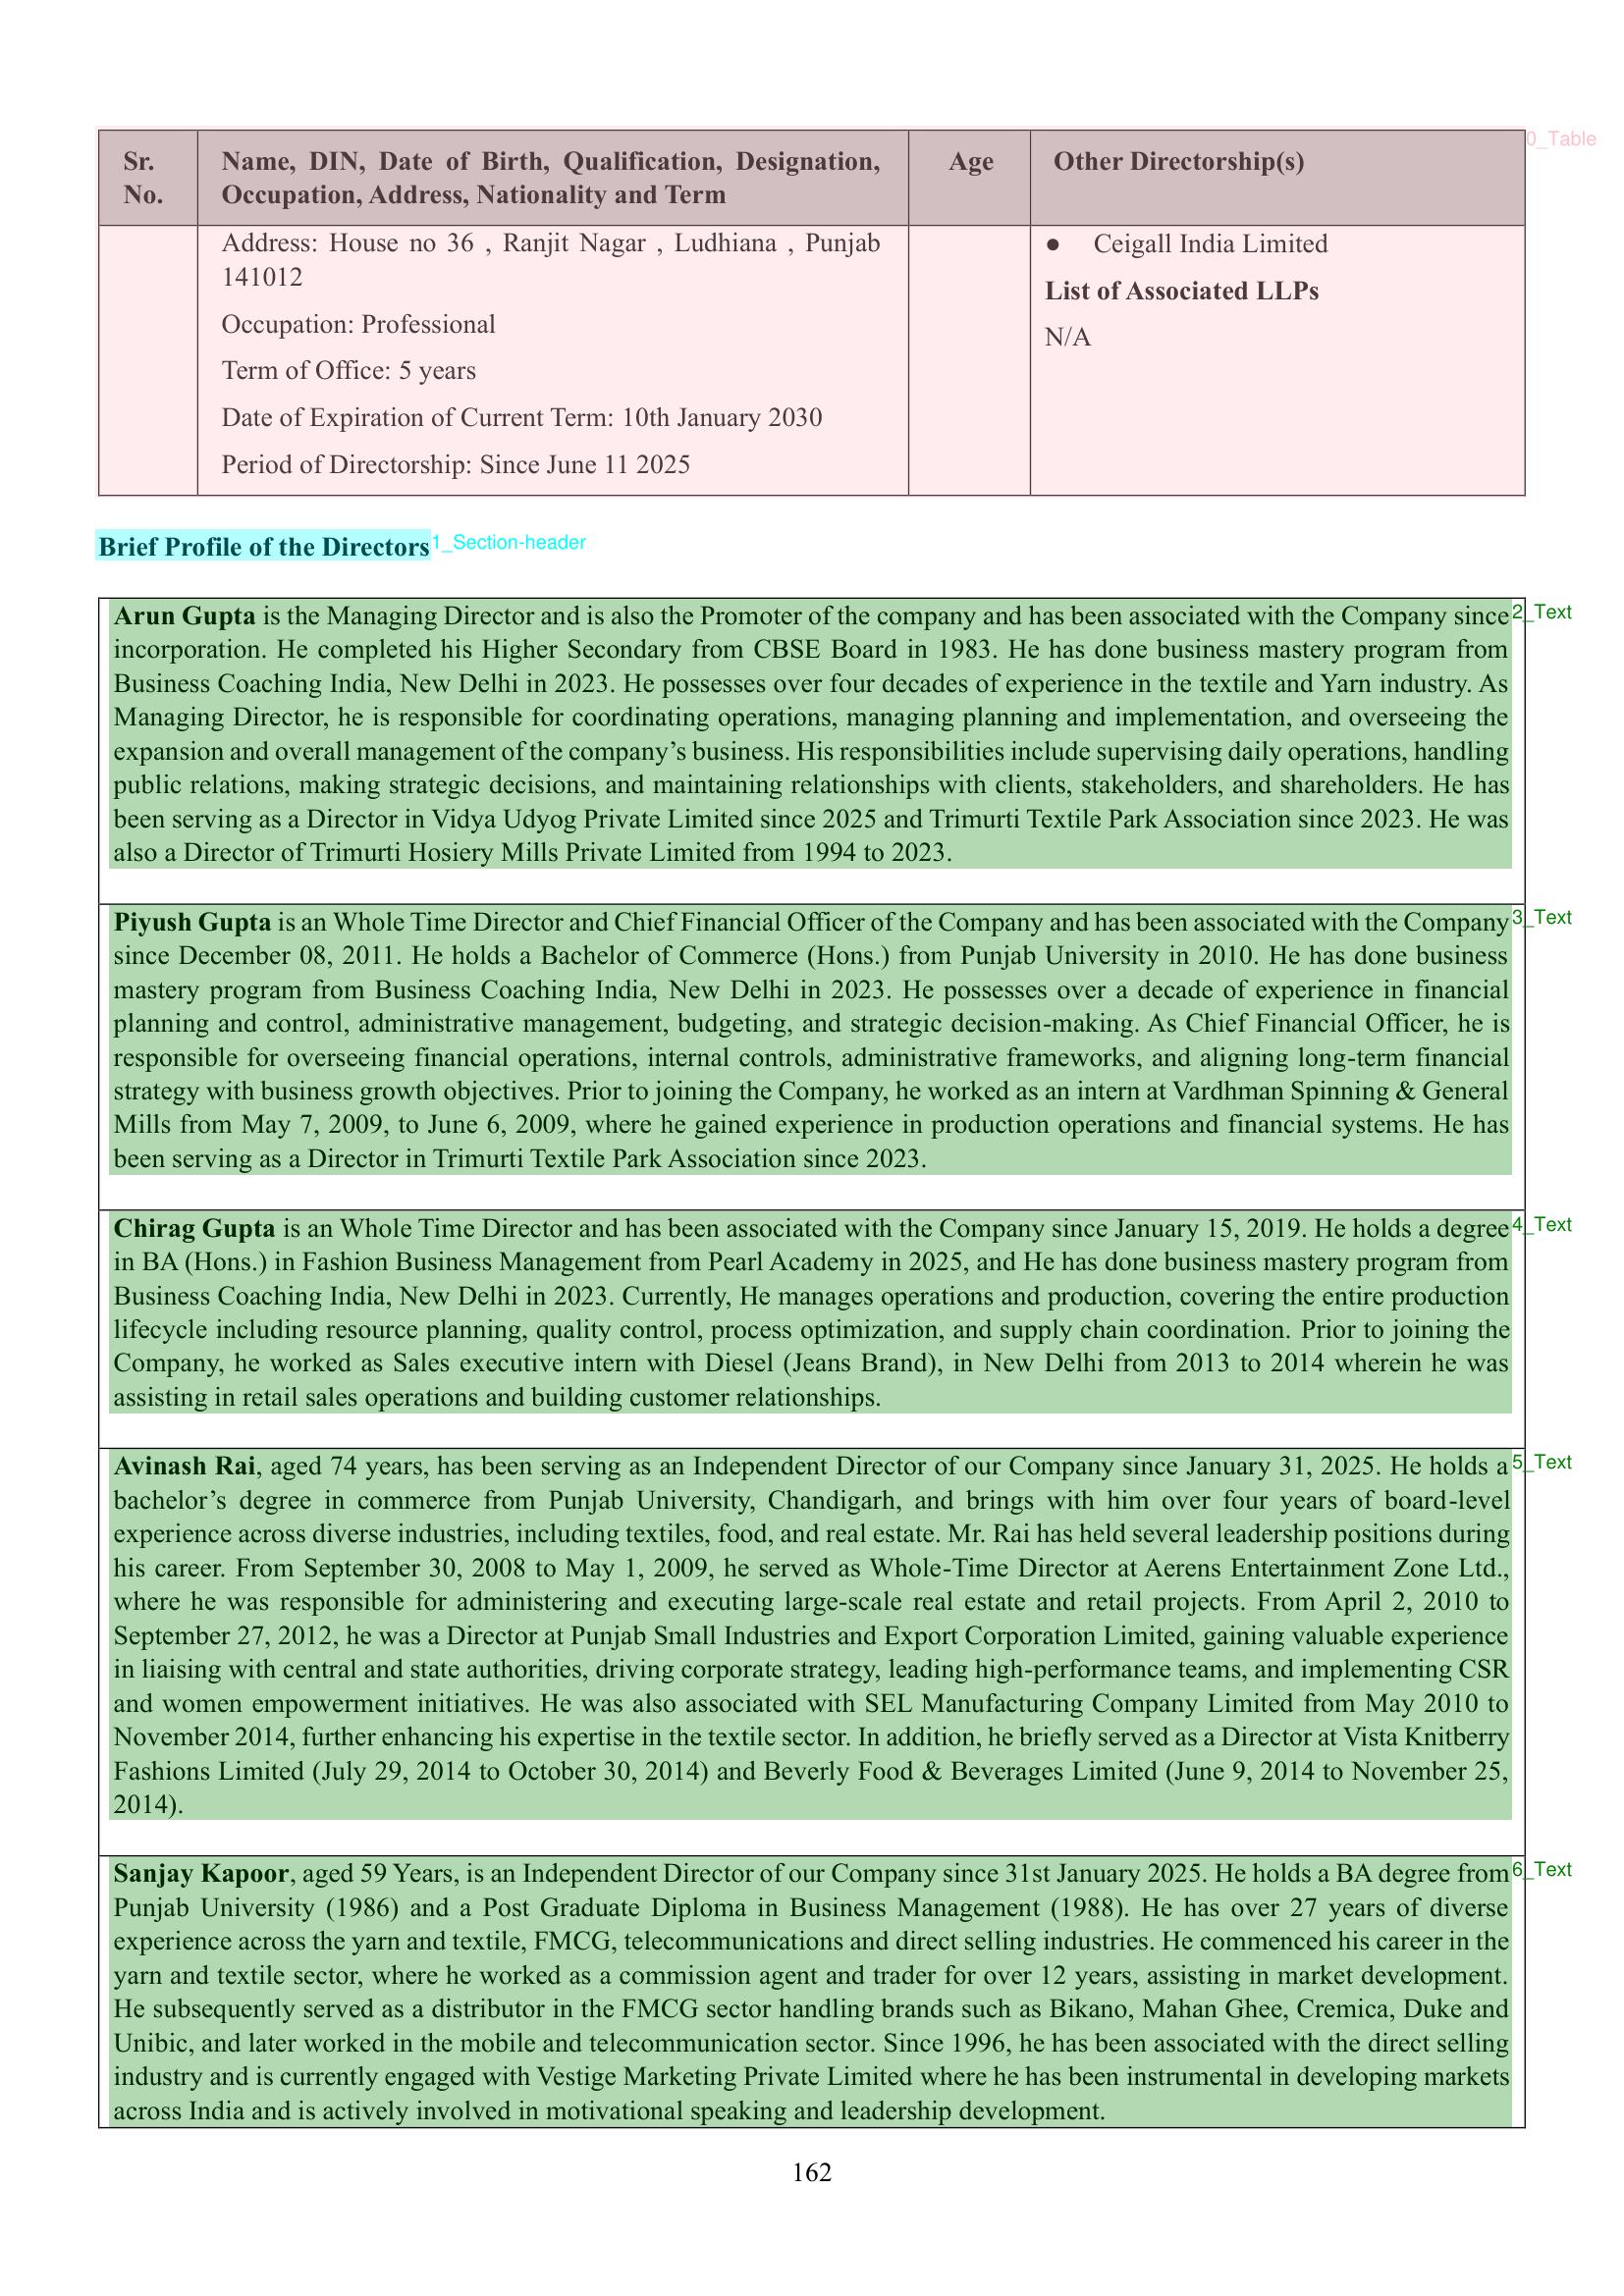 Sr. No.
Name, DIN, Date of Birth, Qualification, Designation,
Occupation, Address, Nationality and Term
Age
Other Directorship(s)
0_Table
Address: House no 36 , Ranjit Nagar , Ludhiana , Punjab
141012
Occupation: Professional
Term of Office: 5 years
Date of Expiration of Current Term: 10th January 2030
Period of Directorship: Since June 11 2025
● Ceigall India Limited
List of Associated LLPs
N/A
Brief Profile of the Directors
1_Section-header
Arun Gupta is the Managing Director and is also the Promoter of the company and has been associated with the Company since
2_Text
incorporation. He completed his Higher Secondary from CBSE Board in 1983. He has done business mastery program from
Business Coaching India, New Delhi in 2023. He possesses over four decades of experience in the textile and Yarn industry. As
Managing Director, he is responsible for coordinating operations, managing planning and implementation, and overseeing the
expansion and overall management of the company’s business. His responsibilities include supervising daily operations, handling
public relations, making strategic decisions, and maintaining relationships with clients, stakeholders, and shareholders. He has
been serving as a Director in Vidya Udyog Private Limited since 2025 and Trimurti Textile Park Association since 2023. He was
also a Director of Trimurti Hosiery Mills Private Limited from 1994 to 2023.
Piyush Gupta is an Whole Time Director and Chief Financial Officer of the Company and has been associated with the Company
3_Text
since December 08, 2011. He holds a Bachelor of Commerce (Hons.) from Punjab University in 2010. He has done business
mastery program from Business Coaching India, New Delhi in 2023. He possesses over a decade of experience in financial
planning and control, administrative management, budgeting, and strategic decision-making. As Chief Financial Officer, he is
responsible for overseeing financial operations, internal controls, administrative frameworks, and aligning long-term financial
strategy with business growth objectives. Prior to joining the Company, he worked as an intern at Vardhman Spinning & General
Mills from May 7, 2009, to June 6, 2009, where he gained experience in production operations and financial systems. He has
been serving as a Director in Trimurti Textile Park Association since 2023.
Chirag Gupta is an Whole Time Director and has been associated with the Company since January 15, 2019. He holds a degree
4_Text
in BA (Hons.) in Fashion Business Management from Pearl Academy in 2025, and He has done business mastery program from
Business Coaching India, New Delhi in 2023. Currently, He manages operations and production, covering the entire production
lifecycle including resource planning, quality control, process optimization, and supply chain coordination. Prior to joining the
Company, he worked as Sales executive intern with Diesel (Jeans Brand), in New Delhi from 2013 to 2014 wherein he was
assisting in retail sales operations and building customer relationships.
Avinash Rai, aged 74 years, has been serving as an Independent Director of our Company since January 31, 2025. He holds a
5_Text
bachelor’s degree in commerce from Punjab University, Chandigarh, and brings with him over four years of board-level
experience across diverse industries, including textiles, food, and real estate. Mr. Rai has held several leadership positions during
his career. From September 30, 2008 to May 1, 2009, he served as Whole-Time Director at Aerens Entertainment Zone Ltd.,
where he was responsible for administering and executing large-scale real estate and retail projects. From April 2, 2010 to
September 27, 2012, he was a Director at Punjab Small Industries and Export Corporation Limited, gaining valuable experience
in liaising with central and state authorities, driving corporate strategy, leading high-performance teams, and implementing CSR
and women empowerment initiatives. He was also associated with SEL Manufacturing Company Limited from May 2010 to
November 2014, further enhancing his expertise in the textile sector. In addition, he briefly served as a Director at Vista Knitberry
Fashions Limited (July 29, 2014 to October 30, 2014) and Beverly Food & Beverages Limited (June 9, 2014 to November 25,
2014).
Sanjay Kapoor, aged 59 Years, is an Independent Director of our Company since 31st January 2025. He holds a BA degree from
6_Text
Punjab University (1986) and a Post Graduate Diploma in Business Management (1988). He has over 27 years of diverse
experience across the yarn and textile, FMCG, telecommunications and direct selling industries. He commenced his career in the
yarn and textile sector, where he worked as a commission agent and trader for over 12 years, assisting in market development.
He subsequently served as a distributor in the FMCG sector handling brands such as Bikano, Mahan Ghee, Cremica, Duke and
Unibic, and later worked in the mobile and telecommunication sector. Since 1996, he has been associated with the direct selling
industry and is currently engaged with Vestige Marketing Private Limited where he has been instrumental in developing markets
across India and is actively involved in motivational speaking and leadership development.
162